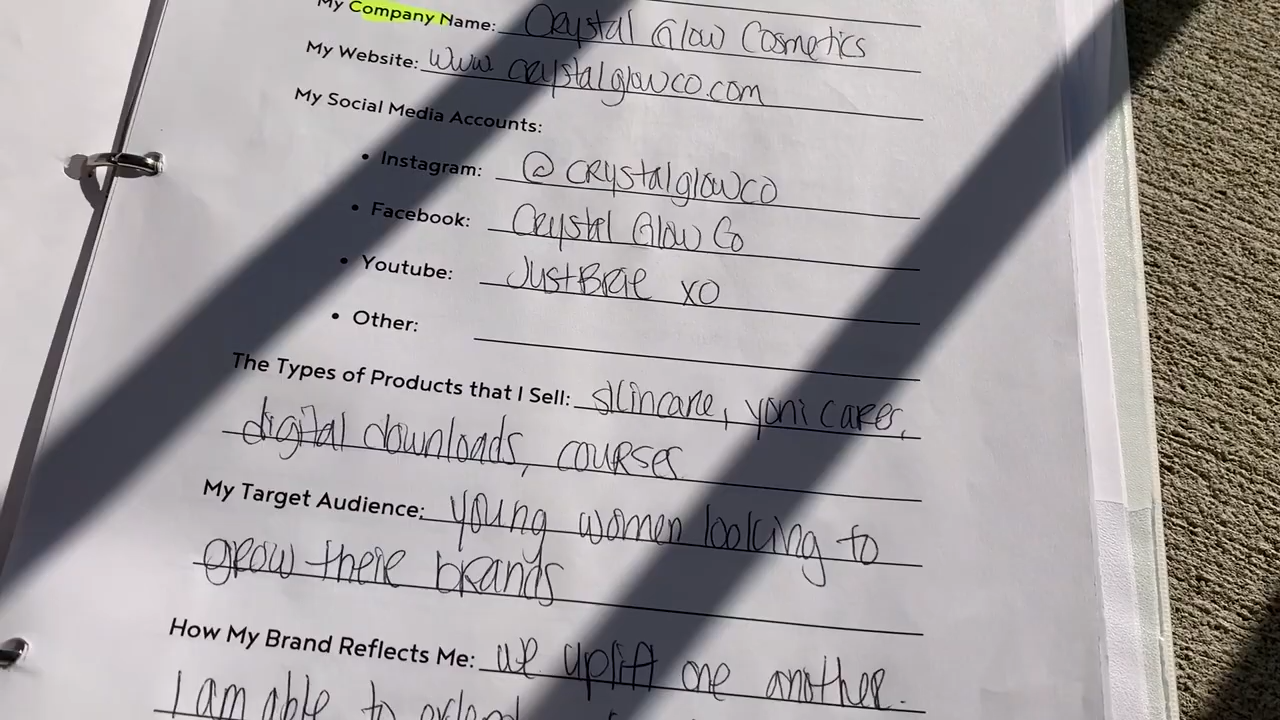 My Company Name: Crystal Glow Cosmetics
My Website: www crystalglowco.com
My Social Media Accounts:
• Instagram: @crystalglowco
• Facebook: Crystal Glow Co
• Youtube: JustBrae xo
• Other:
The Types of Products that I Sell: skincare, yoni care,
digital downloads, courses
My Target Audience: young women looking to
grow there brands
How My Brand Reflects Me: we uplift one another.
I am able to